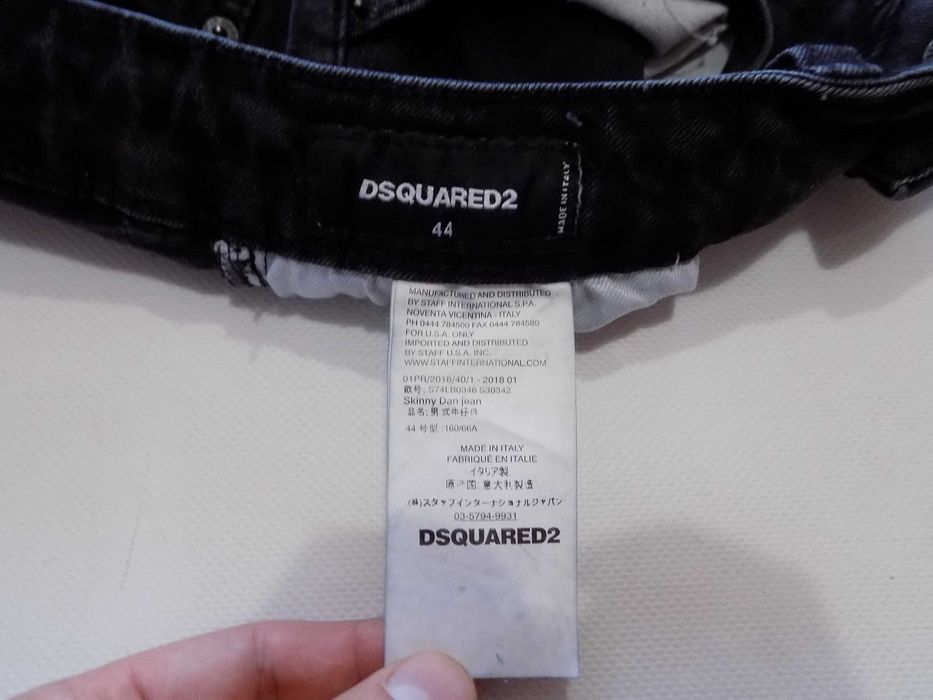 DSQUARED2
44
MADE IN ITALY
MANUFACTURED AND DISTRIBUTED
BY STAFF INTERNATIONAL S.P.A.
NOVENTA VICENTINA - ITALY
PH 0444 784500 FAX 0444 784580
FOR U.S.A. ONLY
IMPORTED AND DISTRIBUTED
BY STAFF U.S.A. INC.
WWW.STAFFINTERNATIONAL.COM
01PR/2018/40/1 - 2018 01
款号: S74LB0346 S30342
Skinny Dan jean
品名: 男式牛仔
44 号型 :160/66A
MADE IN ITALY
FABRIQUÉ EN ITALIE
イタリア製
原产国: 意大利製造
(株)スタッフインターナショナルジャパン
03-5794-9931
DSQUARED2